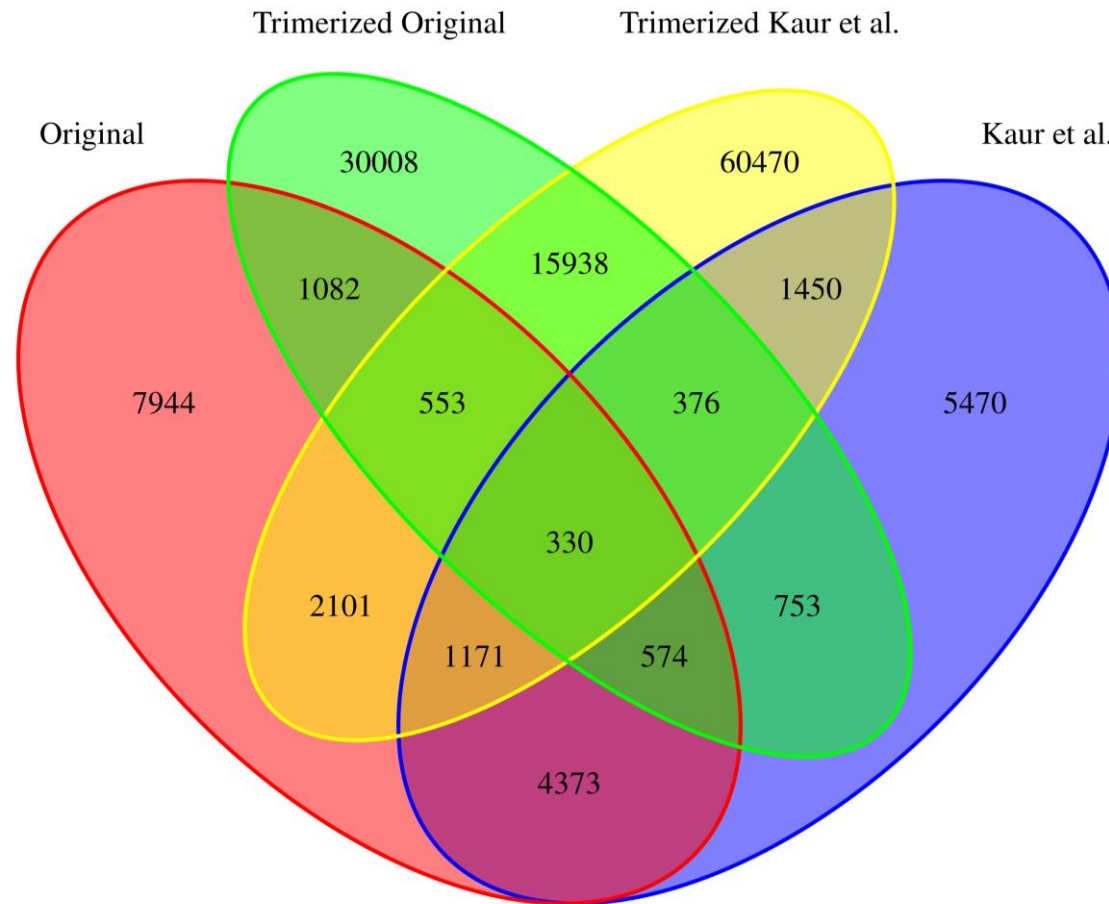 Trimerized Original Trimerized Kaur et al.
Original Kaur et al.
30008 60470
15938
1082 1450
7944 553 376 5470
330
2101 753
1171 574
4373